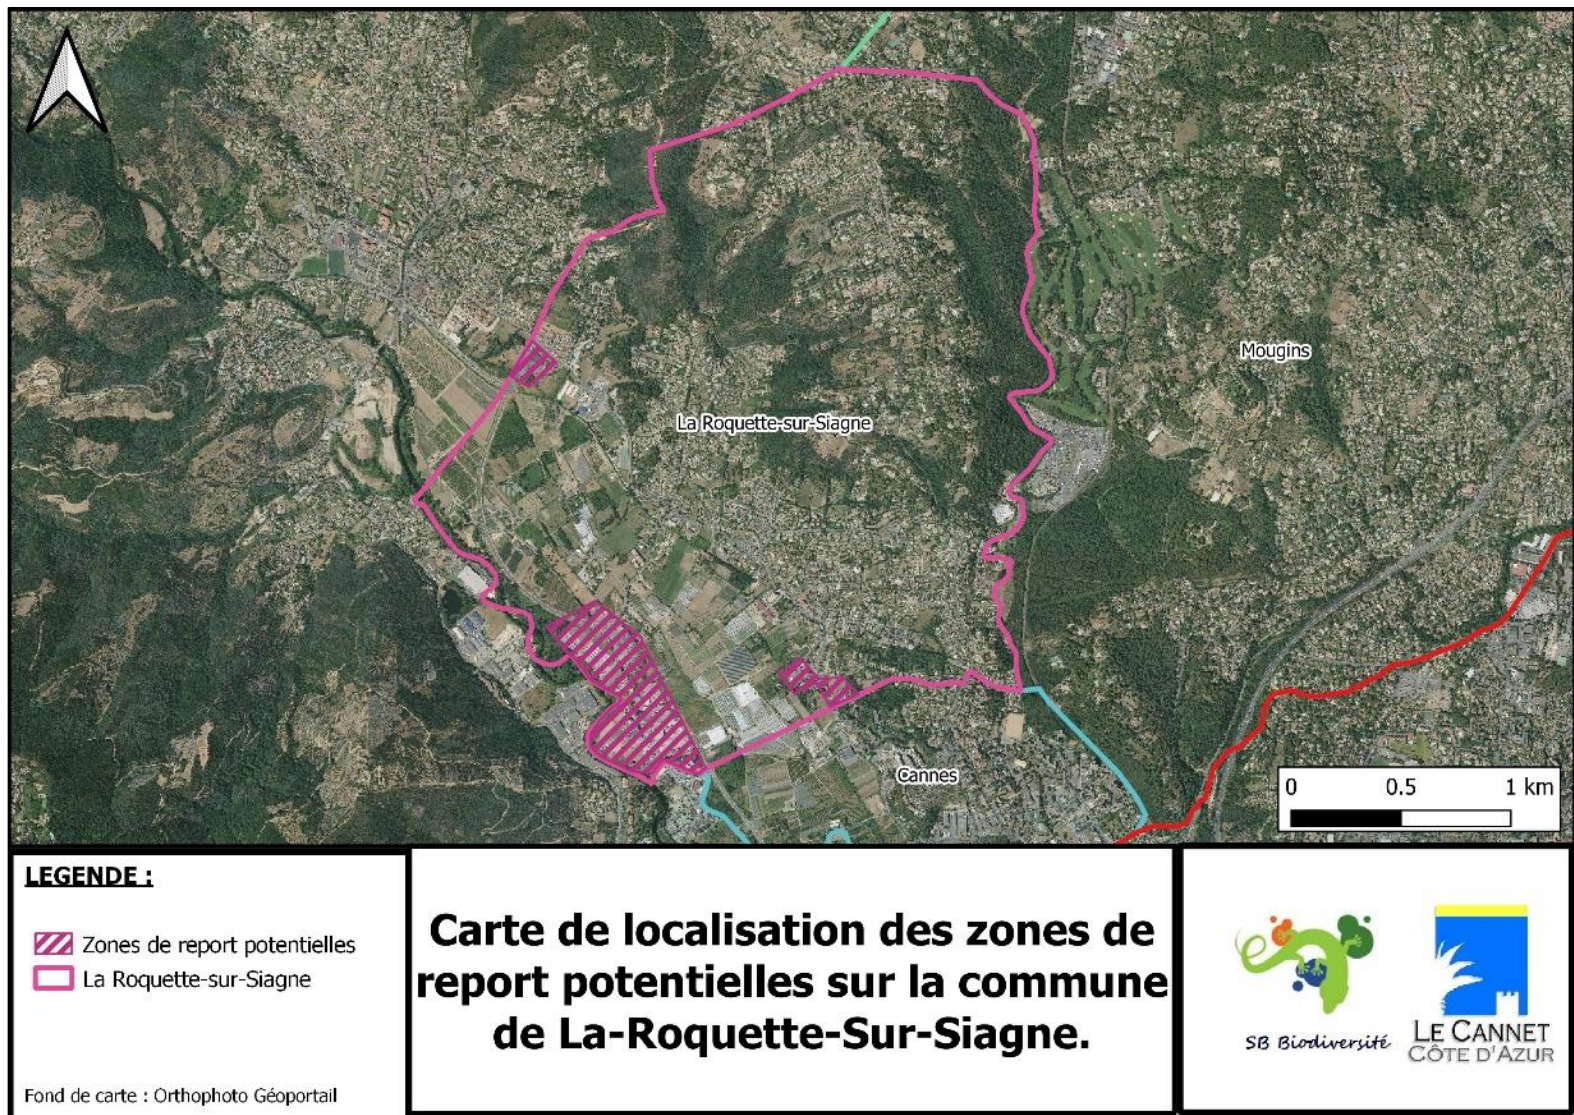 Mougins
La Roquette-sur-Siagne
Cannes
0 0.5 1 km
LEGENDE :
Zones de report potentielles
La Roquette-sur-Siagne
Fond de carte : Orthophoto Géoportail
Carte de localisation des zones de
report potentielles sur la commune
de La-Roquette-Sur-Siagne.
SB Biodiversité
LE CANNET
CÔTE D'AZUR